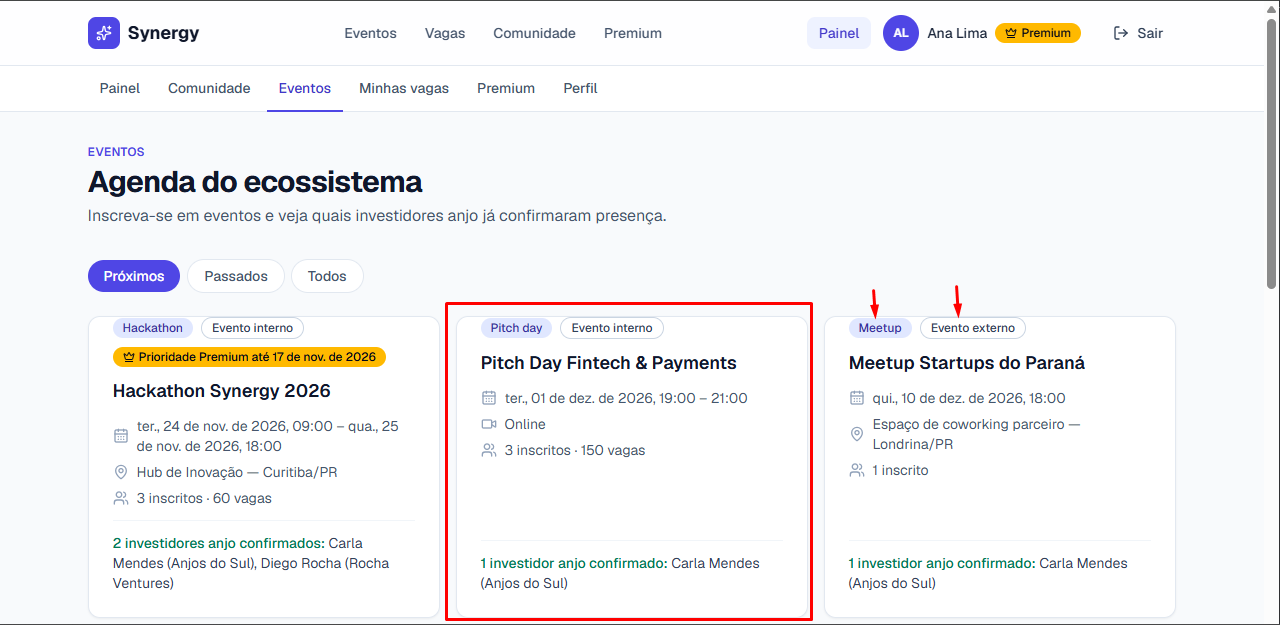 Synergy
Eventos
Vagas
Comunidade
Premium
Painel
AL
Ana Lima
Premium
Sair
Painel
Comunidade
Eventos
Minhas vagas
Premium
Perfil
EVENTOS
Agenda do ecossistema
Inscreva-se em eventos e veja quais investidores anjo já confirmaram presença.
Próximos
Passados
Todos
Hackathon
Evento interno
Prioridade Premium até 17 de nov. de 2026
Hackathon Synergy 2026
ter., 24 de nov. de 2026, 09:00 – qua., 25
de nov. de 2026, 18:00
Hub de Inovação — Curitiba/PR
3 inscritos · 60 vagas
2 investidores anjo confirmados: Carla
Mendes (Anjos do Sul), Diego Rocha (Rocha
Ventures)
Pitch day
Evento interno
Pitch Day Fintech & Payments
ter., 01 de dez. de 2026, 19:00 – 21:00
Online
3 inscritos · 150 vagas
1 investidor anjo confirmado: Carla Mendes
(Anjos do Sul)
Meetup
Evento externo
Meetup Startups do Paraná
qui., 10 de dez. de 2026, 18:00
Espaço de coworking parceiro —
Londrina/PR
1 inscrito
1 investidor anjo confirmado: Carla Mendes
(Anjos do Sul)